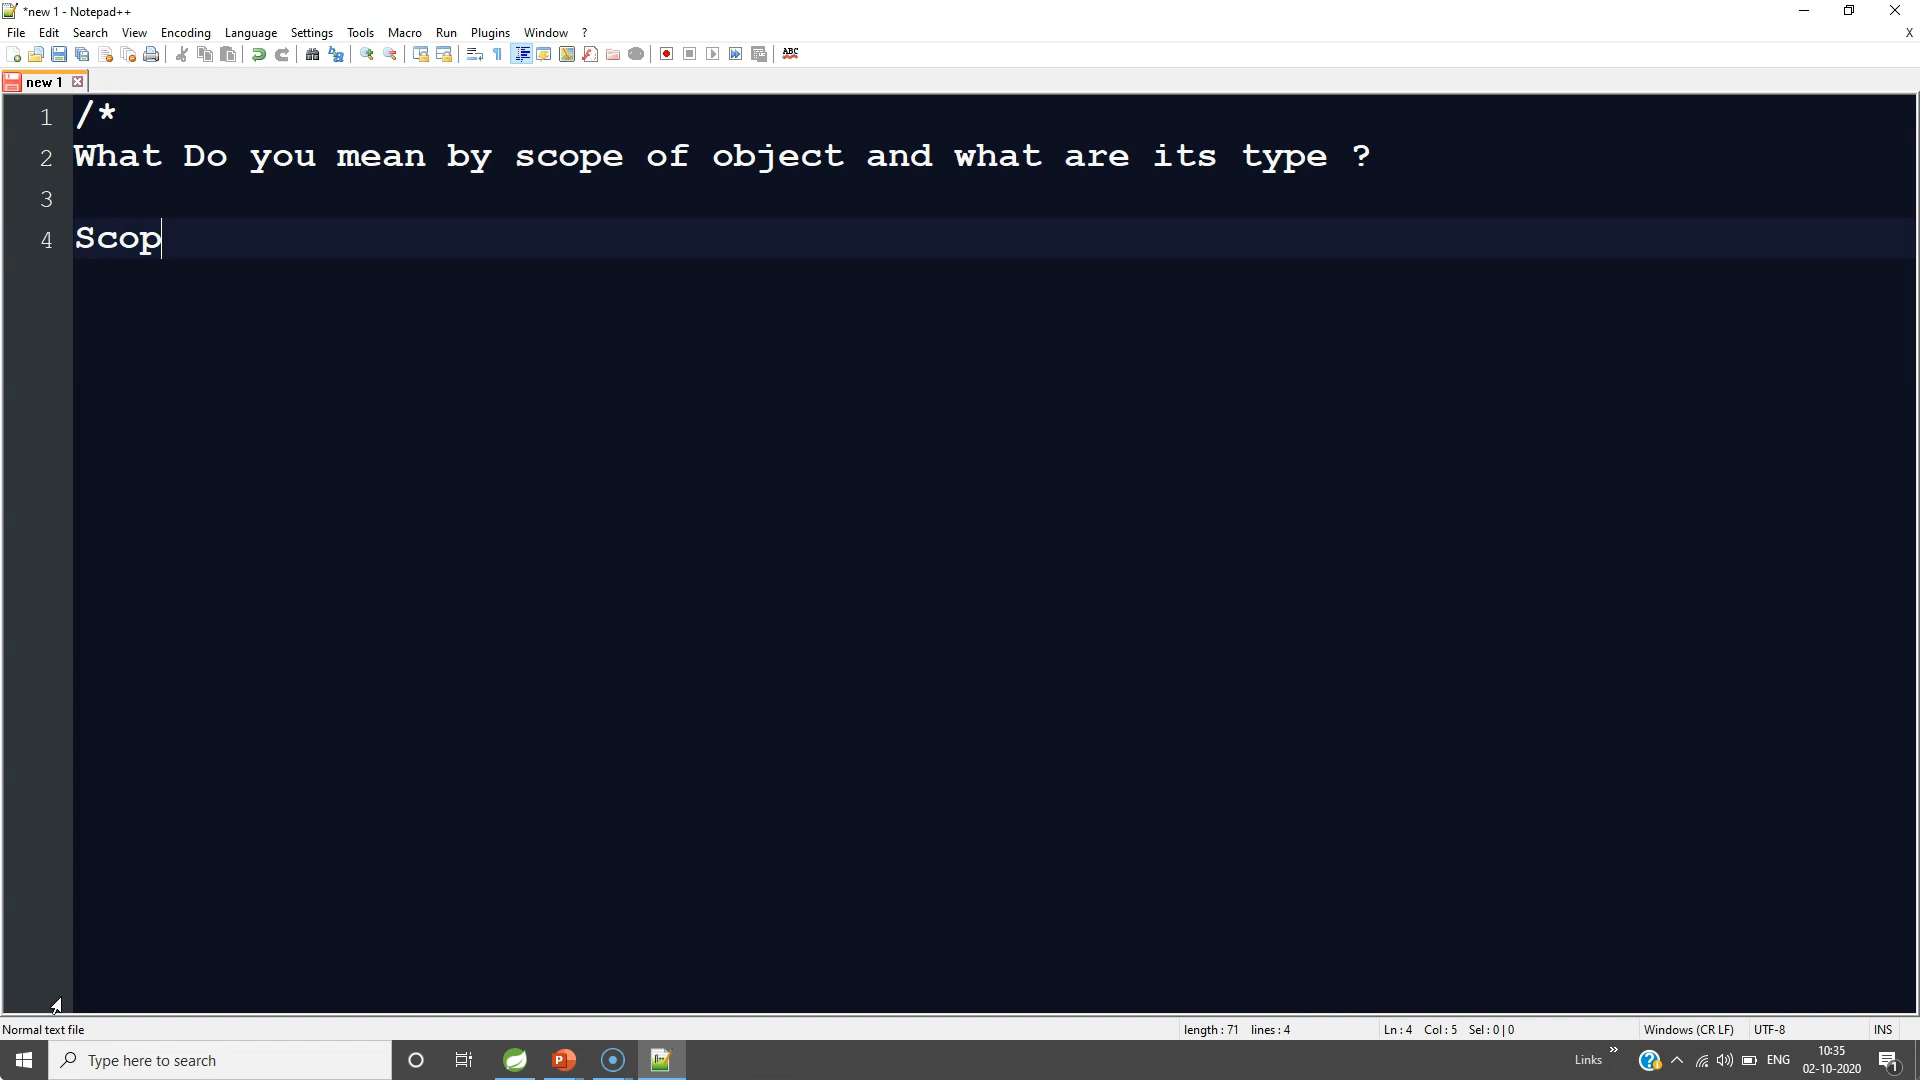 *new 1 - Notepad++
File Edit Search View Encoding Language Settings Tools Macro Run Plugins Window ? X
ABC
new 1
1 /*
2 What Do you mean by scope of object and what are its type ?
3
4 Scop
Normal text file length : 71 lines : 4 Ln : 4 Col : 5 Sel : 0 | 0 Windows (CR LF) UTF-8 INS
Type here to search Links » ENG 10:35
02-10-2020 1